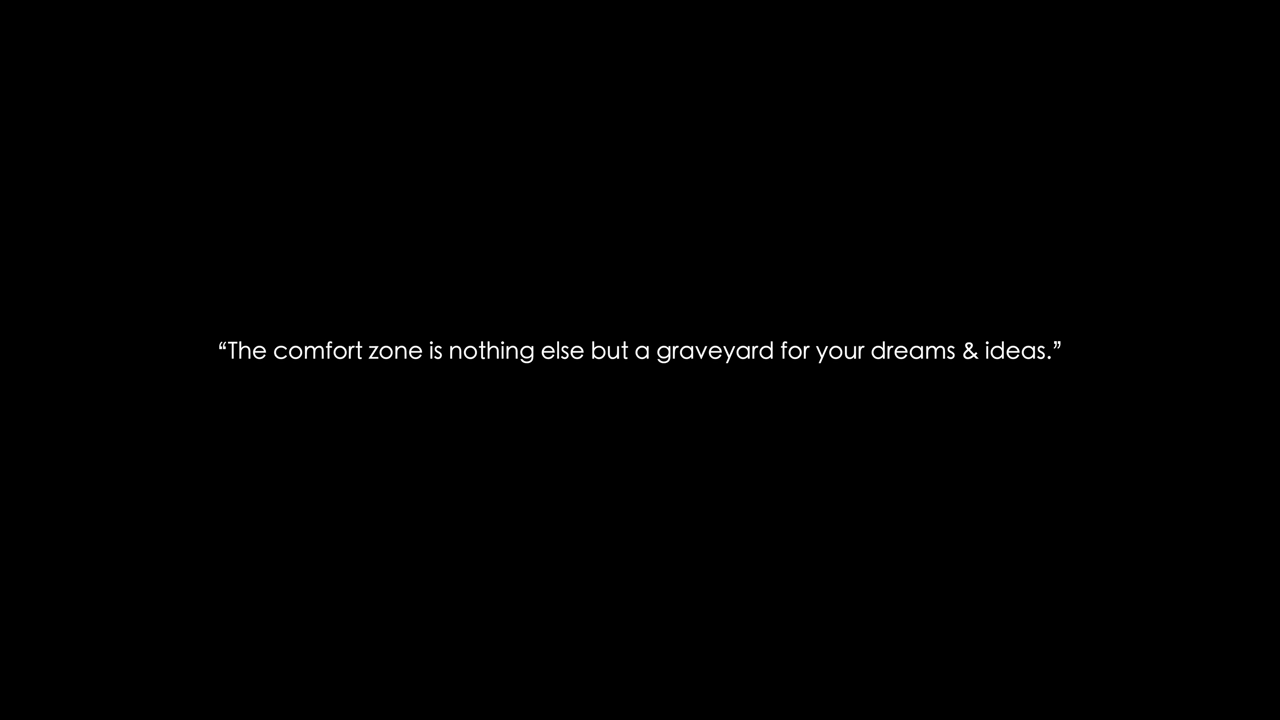 “The comfort zone is nothing else but a graveyard for your dreams & ideas.”